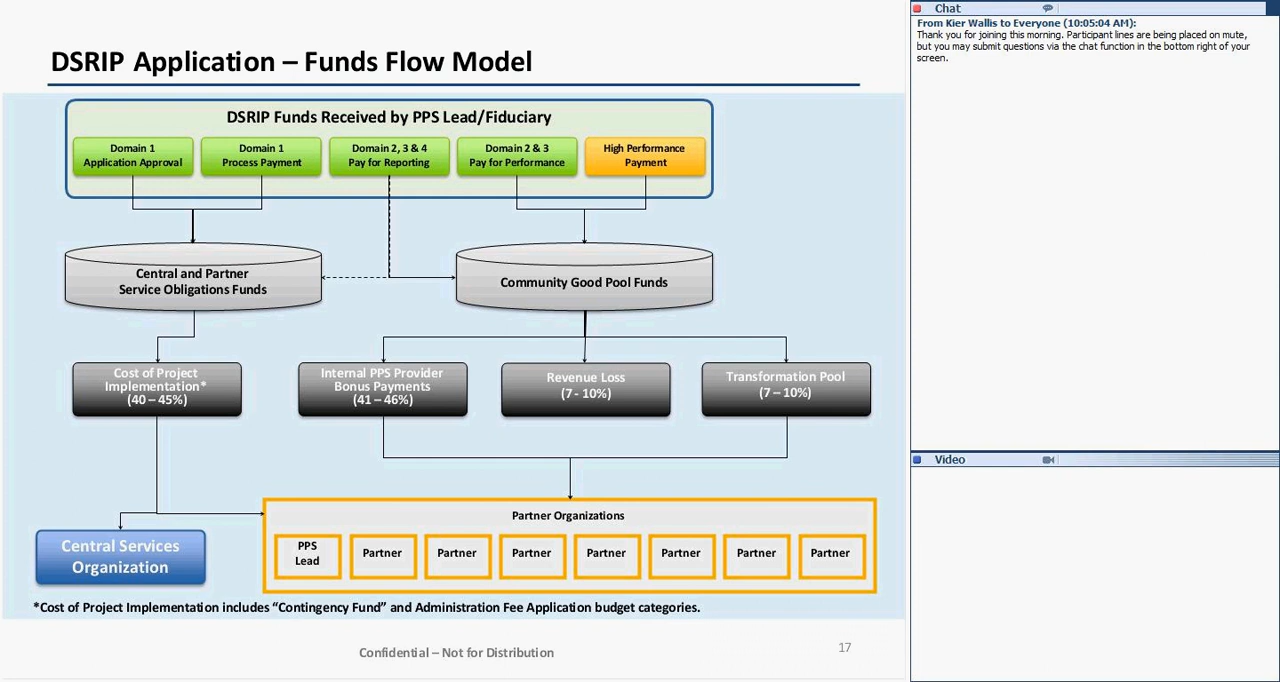 DSRIP Application – Funds Flow Model
DSRIP Funds Received by PPS Lead/Fiduciary
Domain 1
Application Approval
Domain 1
Process Payment
Domain 2, 3 & 4
Pay for Reporting
Domain 2 & 3
Pay for Performance
High Performance
Payment
Central and Partner
Service Obligations Funds
Community Good Pool Funds
Cost of Project
Implementation*
(40 – 45%)
Internal PPS Provider
Bonus Payments
(41 – 46%)
Revenue Loss
(7 - 10%)
Transformation Pool
(7 – 10%)
Central Services
Organization
Partner Organizations
PPS
Lead
Partner
Partner
Partner
Partner
Partner
Partner
Partner
*Cost of Project Implementation includes “Contingency Fund” and Administration Fee Application budget categories.
Confidential – Not for Distribution
17
Chat
From Kier Wallis to Everyone (10:05:04 AM):
Thank you for joining this morning. Participant lines are being placed on mute,
but you may submit questions via the chat function in the bottom right of your
screen.
Video